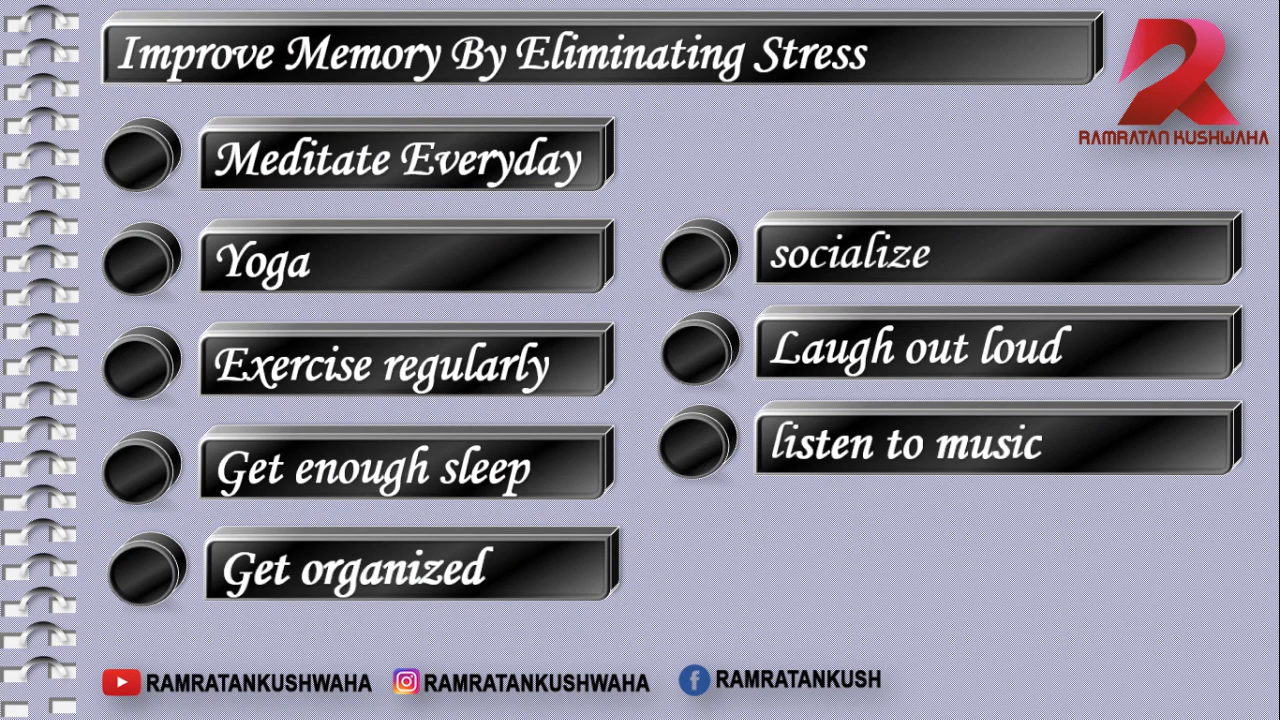 Improve Memory By Eliminating Stress
RAMRATAN KUSHWAHA
Meditate Everyday
Yoga
Exercise regularly
Get enough sleep
Get organized
socialize
Laugh out loud
listen to music
RAMRATANKUSHWAHA
RAMRATANKUSHWAHA
RAMRATANKUSH